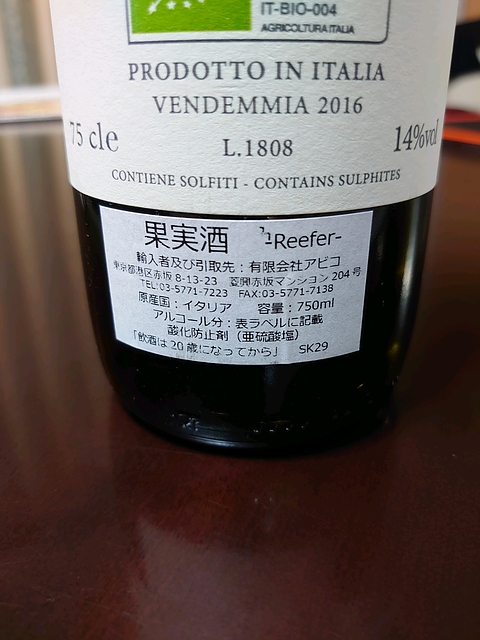 IT-BIO-004
AGRICOLTURA ITALIA
PRODOTTO IN ITALIA
VENDEMMIA 2016
75 cle
L.1808
14%vol
CONTIENE SOLFITI - CONTAINS SULPHITES
果実酒 -Reefer-
輸入者及び引取先：有限会社アビコ
東京都港区赤坂 8-13-23 菱興赤坂マンション 204 号
TEL:03-5771-7223 FAX:03-5771-7138
原産国：イタリア 容量：750ml
アルコール分：表ラベルに記載
酸化防止剤（亜硫酸塩）
「飲酒は 20 歳になってから」 SK29